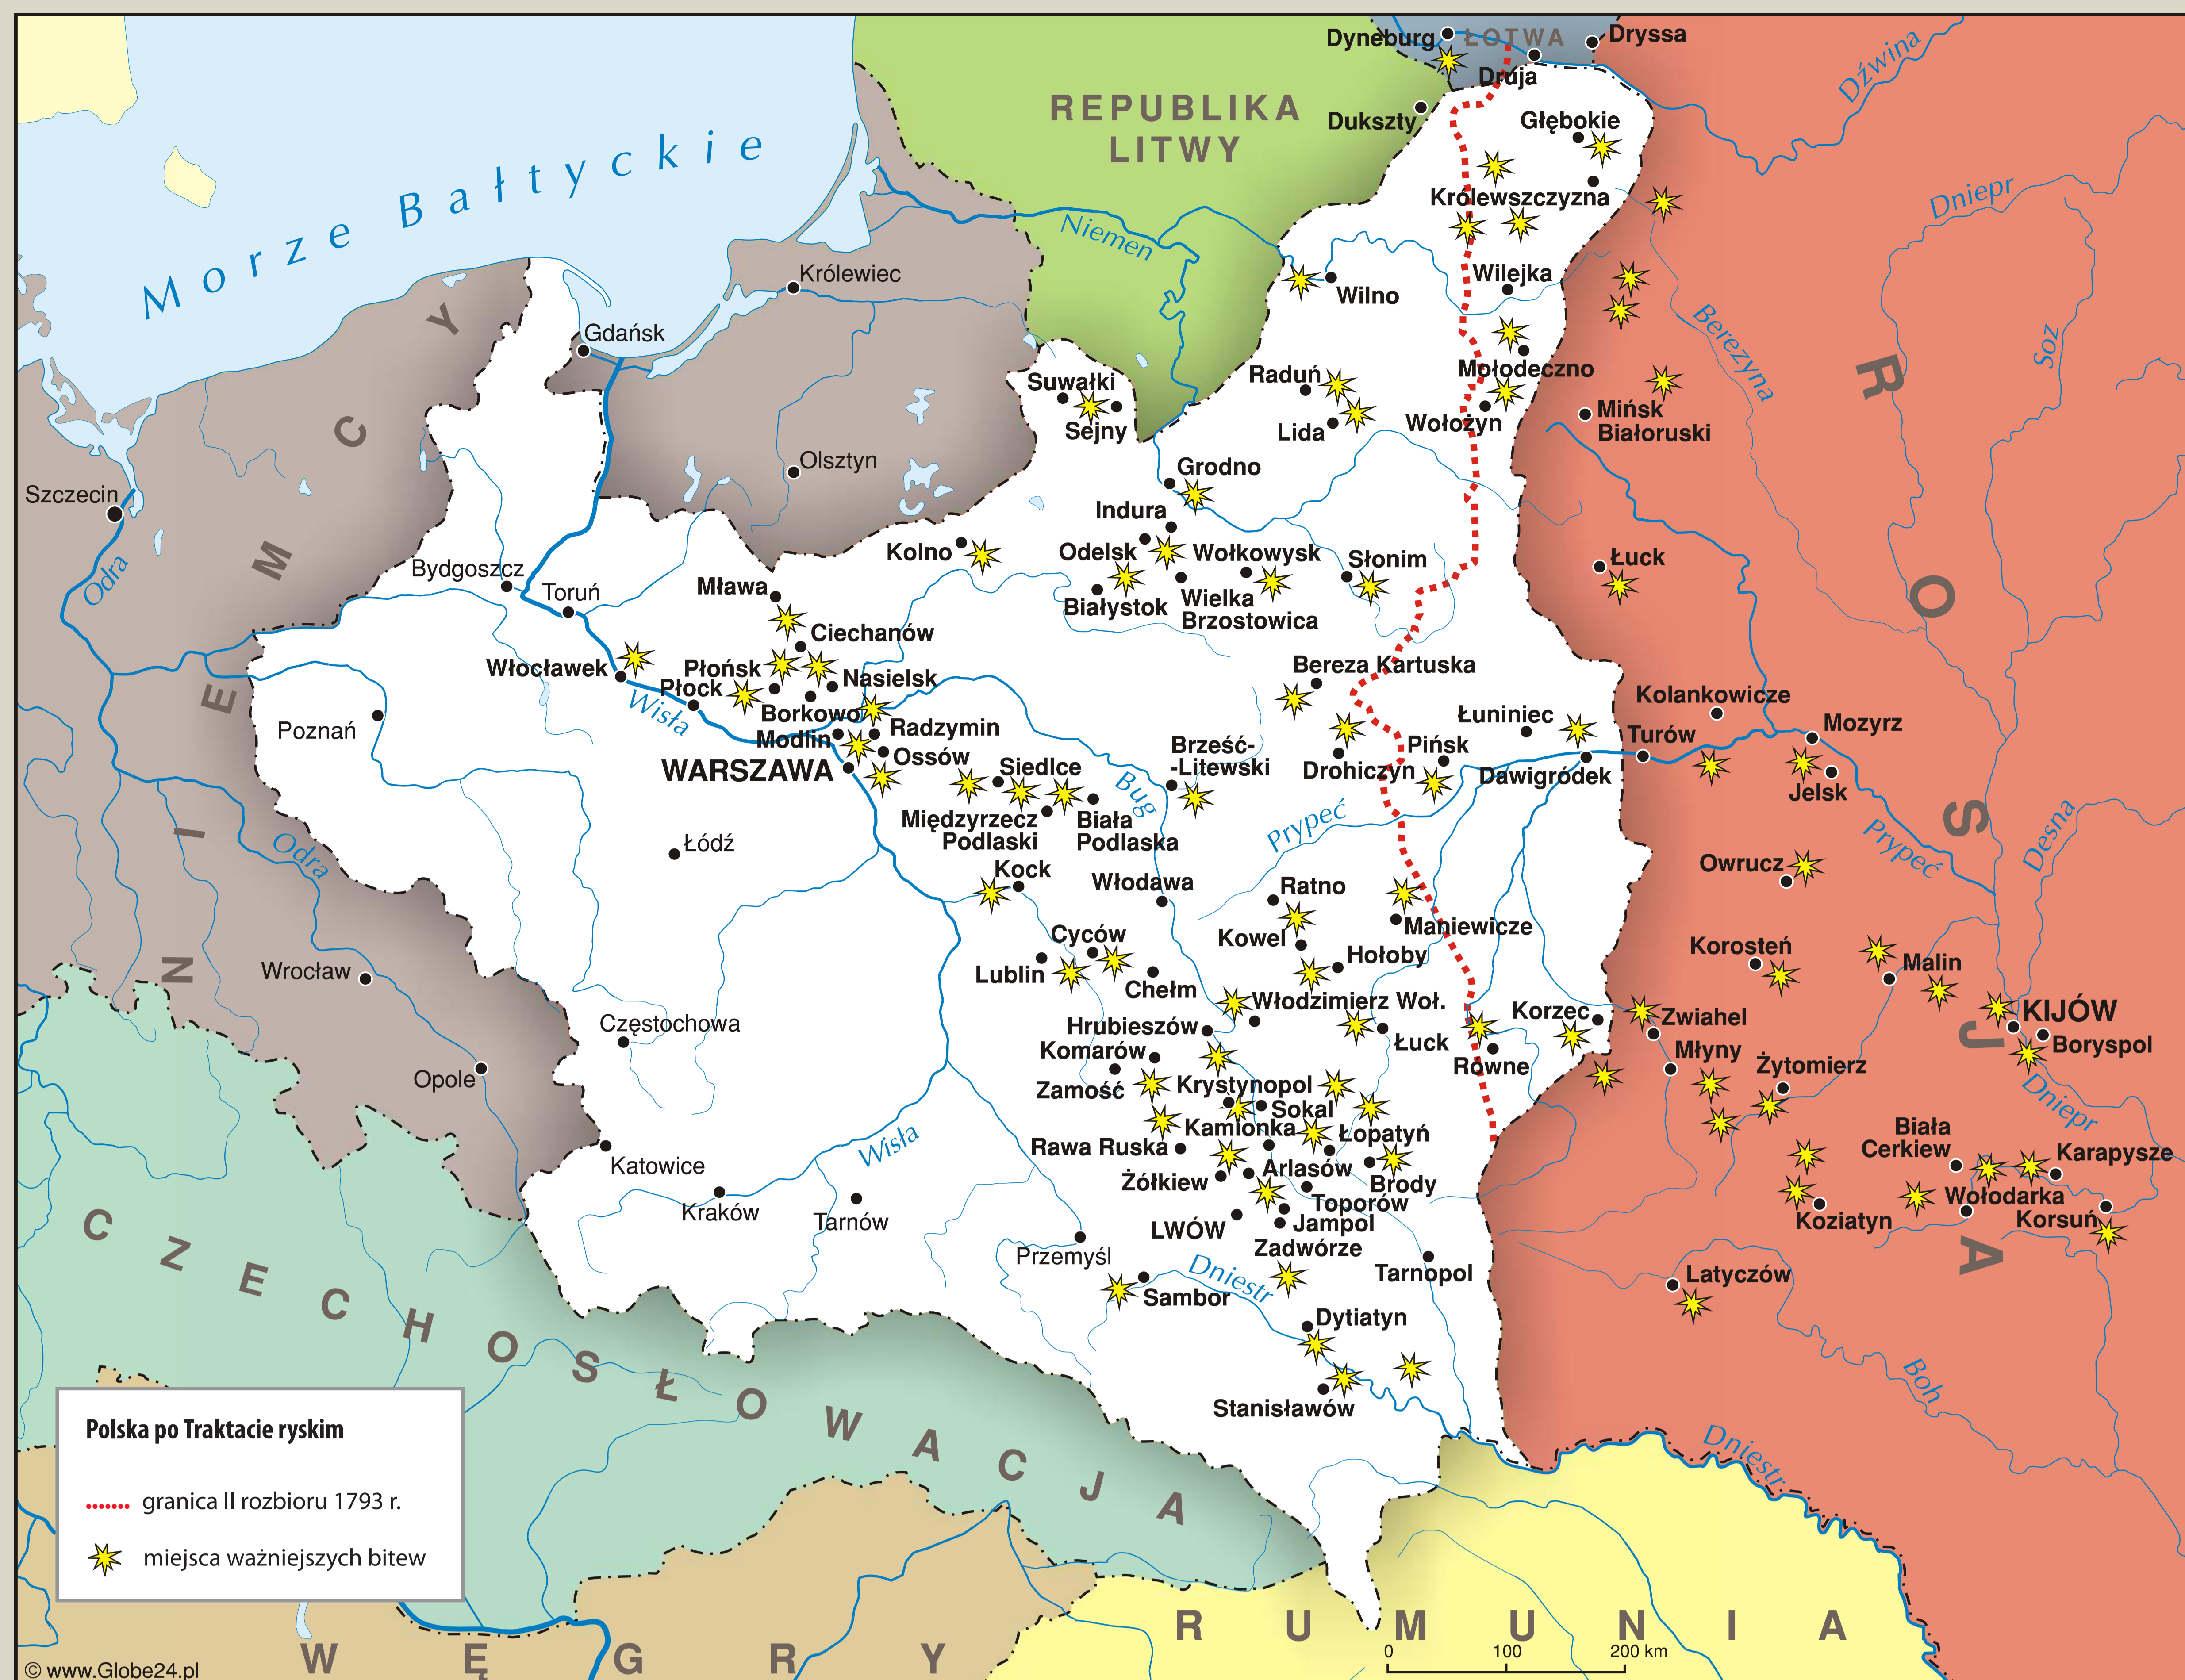 Dyneburg
ŁOTWA
Dryssa
Druja
Dźwina
REPUBLIKA
LITWY
Dukszty
Głębokie
Morze Bałtyckie
Królewszczyzna
Dniepr
Niemen
Królewiec
Wilno
Wilejka
Berezyna
Soz
Gdańsk
Suwałki
Sejny
Raduń
Lida
Mołodeczno
Wołożyn
Mińsk
Białoruski
ROSJA
NIEMCY
Olsztyn
Szczecin
Odra
Grodno
Indura
Odelsk
Wołkowysk
Słonim
Łuck
Kolno
Białystok
Wielka
Brzostowica
Bydgoszcz
Toruń
Mława
Ciechanów
Włocławek
Płońsk
Płock
Nasielsk
Wisła
Borkowo
Radzymin
Modlin
Ossów
WARSZAWA
Bereza Kartuska
Kolankowicze
Łuniniec
Turów
Mozyrz
Poznań
Siedlce
Brześć-
-Litewski
Drohiczyn
Pińsk
Dawigródek
Jelsk
Bug
Międzyrzecz
Podlaski
Biała
Podlaska
Prypeć
Prypeć
Desna
Odra
Łódź
Kock
Włodawa
Ratno
Maniewicze
Owrucz
Cyców
Lublin
Chełm
Kowel
Hołoby
Korosteń
Malin
Wrocław
Włodzimierz Woł.
Hrubieszów
Korzec
Zwiahel
KIJÓW
Boryspol
Częstochowa
Komarów
Zamość
Łuck
Równe
Młyny
Żytomierz
Opole
Krystynopol
Sokal
Dniepr
Kamionka
Łopatyń
Rawa Ruska
Biała
Cerkiew
Karapysze
Wisła
Katowice
Arlasów
Żółkiew
Brody
Toporów
Wołodarka
Koziatyn
Korsuń
Kraków
Tarnów
LWÓW
Jampol
Zadwórze
Przemyśl
Tarnopol
Latyczów
Sambor
Dniestr
CZECHOSŁOWACJA
Dytiatyn
Boh
Stanisławów
Dniestr
Polska po Traktacie ryskim
granica II rozbioru 1793 r.
miejsca ważniejszych bitew
WĘGRY
RUMUNIA
0 100 200 km
© www.Globe24.pl